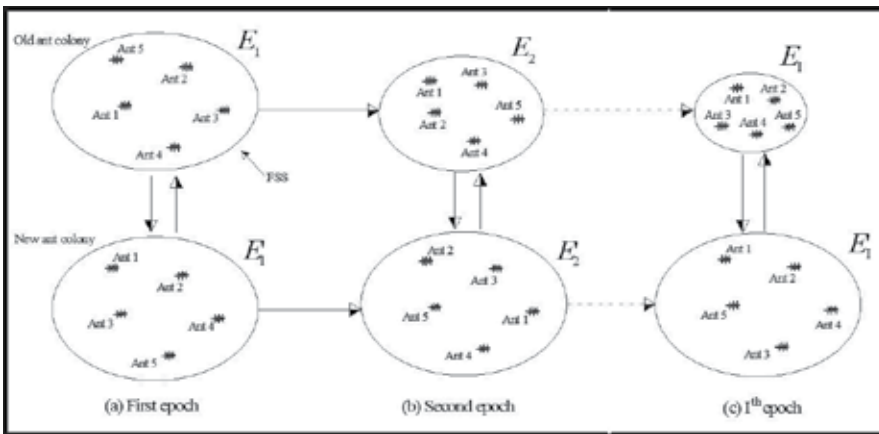 Old ant colony
E1
Ant 5
Ant 2
Ant 1
Ant 3
Ant 4
FSS
E2
Ant 3
Ant 1
Ant 5
Ant 2
Ant 4
E1
Ant 2
Ant 1
Ant 3
Ant 4
Ant 5
New ant colony
E1
Ant 1
Ant 2
Ant 3
Ant 4
Ant 5
E2
Ant 2
Ant 3
Ant 5
Ant 1
Ant 4
E1
Ant 1
Ant 2
Ant 5
Ant 4
Ant 3
(a) First epoch
(b) Second epoch
(c) Ith epoch